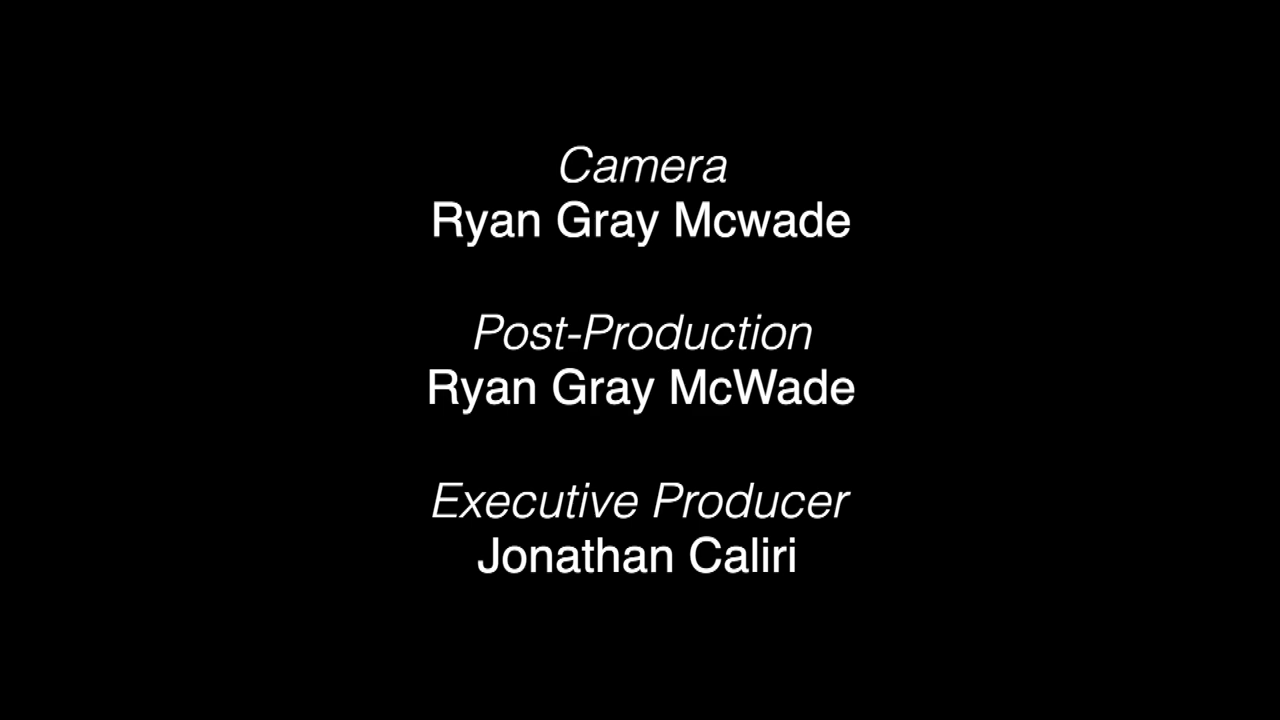 Camera
Ryan Gray Mcwade
Post-Production
Ryan Gray McWade
Executive Producer
Jonathan Caliri